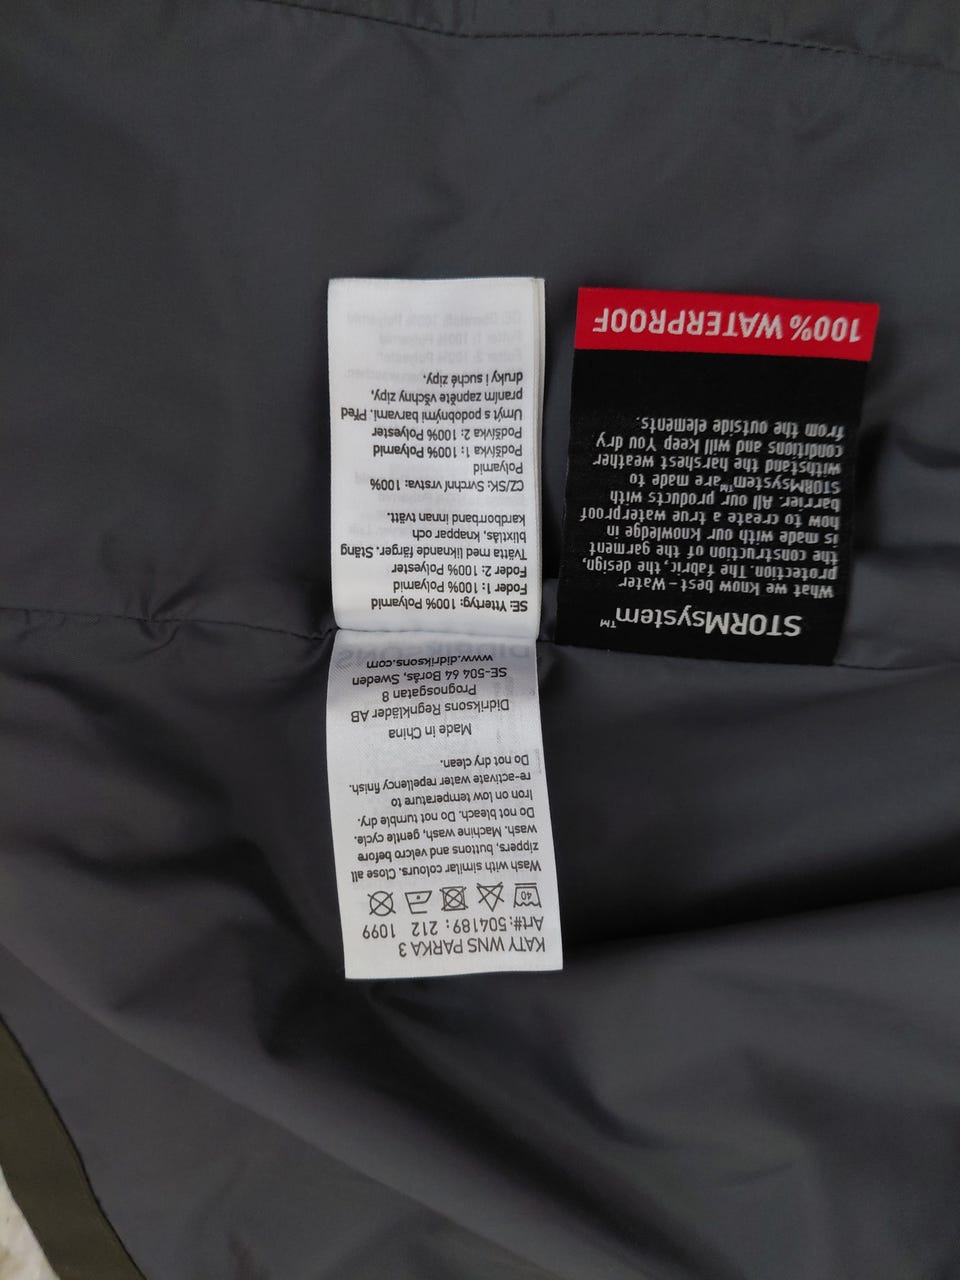 STORMsystem™
What we know best – Water
protection. The fabric, the design,
the construction of the garment
is made with our knowledge in
how to create a true waterproof
barrier. All our products with
STORMsystem™are made to
withstand the harshest weather
conditions and will keep You dry
from the outside elements.
100% WATERPROOF
KATY WNS PARKA 3
Art#:504189: 212 1099
40
Wash with similar colours. Close all
zippers, buttons and velcro before
wash. Machine wash, gentle cycle.
Do not bleach. Do not tumble dry.
Iron on low temperature to
re-activate water repellency finish.
Do not dry clean.
Made in China
Didriksons Regnkläder AB
Prognosgatan 8
SE-504 64 Borås, Sweden
www.didriksons.com
SE: Yttertyg: 100% Polyamid
Foder 1: 100% Polyamid
Foder 2: 100% Polyester
Tvätta med liknande färger. Stäng
blixtlås, knappar och
kardborrband innan tvätt.
CZ/SK: Svrchní vrstva: 100%
Polyamid
Podšívka 1: 100% Polyamid
Podšívka 2: 100% Polyester
Umýt s podobnými barvami. Před
praním zapněte všechny zipy,
druky i suché zipy.